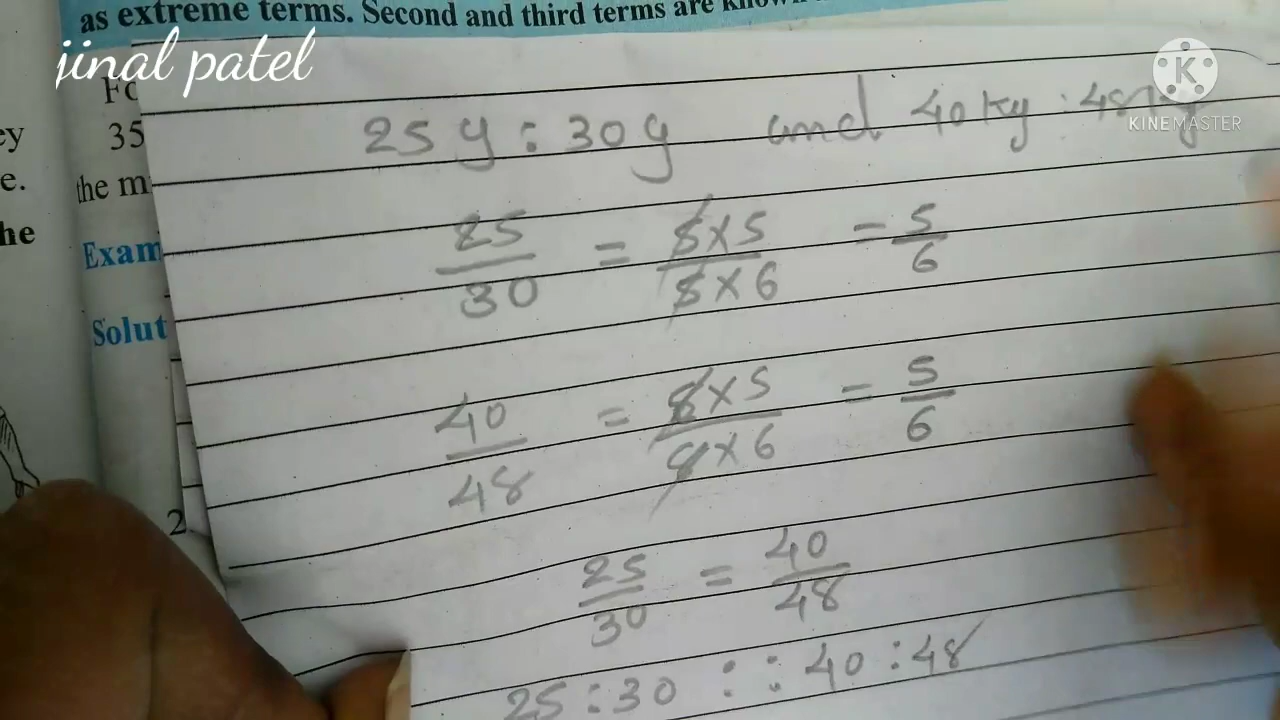 as extreme terms. Second and third terms are
jinal patel
Fo
35
the m
ey
e.
he
Exam
Solut
2
K
KINEMASTER
25 g : 30 g and 40 kg : 48 kg
25/30 = 5×5/5×6 = 5/6
40/48 = 8×5/8×6 = 5/6
25/30 = 40/48
25 : 30 :: 40 : 48